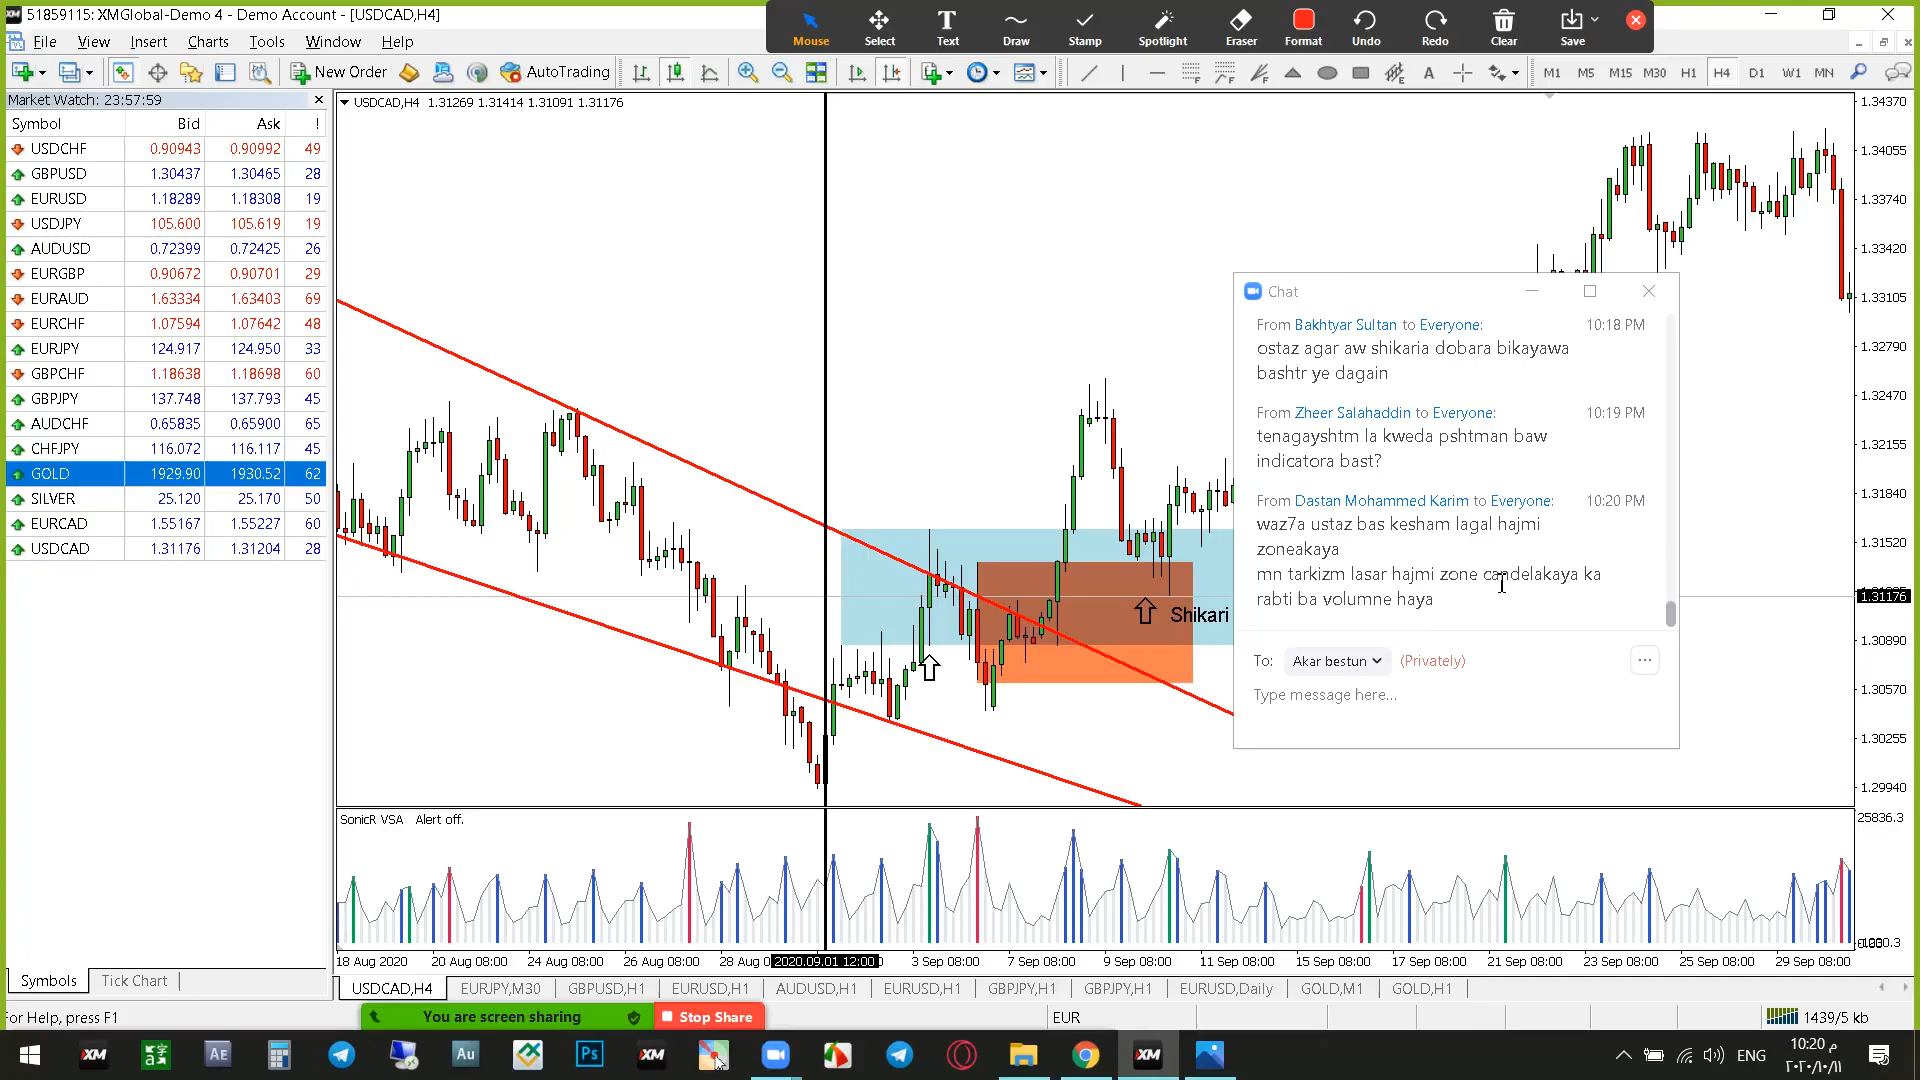 51859115: XMGlobal-Demo 4 - Demo Account - [USDCAD,H4]
Mouse Select Text Draw Stamp Spotlight Eraser Format Undo Redo Clear Save
File View Insert Charts Tools Window Help
New Order AutoTrading A M1 M5 M15 M30 H1 H4 D1 W1 MN
Market Watch: 23:57:59
Symbol Bid Ask !
USDCHF 0.90943 0.90992 49
GBPUSD 1.30437 1.30465 28
EURUSD 1.18289 1.18308 19
USDJPY 105.600 105.619 19
AUDUSD 0.72399 0.72425 26
EURGBP 0.90672 0.90701 29
EURAUD 1.63334 1.63403 69
EURCHF 1.07594 1.07642 48
EURJPY 124.917 124.950 33
GBPCHF 1.18638 1.18698 60
GBPJPY 137.748 137.793 45
AUDCHF 0.65835 0.65900 65
CHFJPY 116.072 116.117 45
GOLD 1929.90 1930.52 62
SILVER 25.120 25.170 50
EURCAD 1.55167 1.55227 60
USDCAD 1.31176 1.31204 28
Symbols Tick Chart
USDCAD,H4 1.31269 1.31414 1.31091 1.31176
Shikari
1.34370
1.34055
1.33740
1.33420
1.33105
1.32790
1.32470
1.32155
1.31840
1.31520
1.31176
1.30890
1.30570
1.30255
1.29940
Chat
From Bakhtyar Sultan to Everyone: 10:18 PM
ostaz agar aw shikaria dobara bikayawa
bashtr ye dagain
From Zheer Salahaddin to Everyone: 10:19 PM
tenagayshtm la kweda pshtman baw
indicatora bast?
From Dastan Mohammed Karim to Everyone: 10:20 PM
waz7a ustaz bas kesham lagal hajmi
zoneakaya
mn tarkizm lasar hajmi zone candelakaya ka
rabti ba volumne haya
To: Akar bestun (Privately)
Type message here...
SonicR VSA Alert off.
25836.3
18 Aug 2020 20 Aug 08:00 24 Aug 08:00 26 Aug 08:00 28 Au 2020.09.01 12:00 3 Sep 08:00 7 Sep 08:00 9 Sep 08:00 11 Sep 08:00 15 Sep 08:00 17 Sep 08:00 21 Sep 08:00 23 Sep 08:00 25 Sep 08:00 29 Sep 08:00
USDCAD,H4 EURJPY,M30 GBPUSD,H1 EURUSD,H1 AUDUSD,H1 EURUSD,H1 GBPJPY,H1 GBPJPY,H1 EURUSD,Daily GOLD,M1 GOLD,H1
For Help, press F1
You are screen sharing Stop Share
EUR
1439/5 kb
XM Ae Au Ps XM XM
ENG
10:20 م
٢٠٢٠/١٠/١١